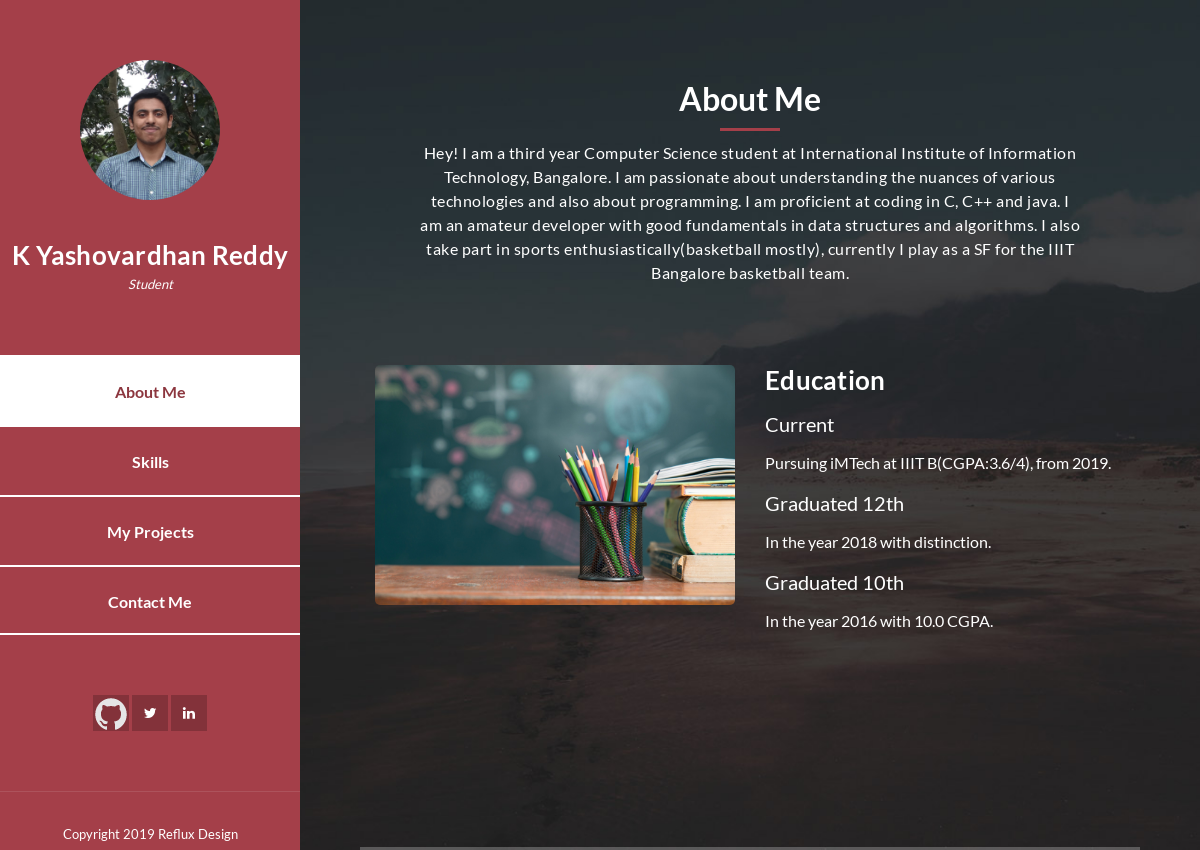 K Yashovardhan Reddy
Student
About Me
Skills
My Projects
Contact Me
Copyright 2019 Reflux Design
About Me
Hey! I am a third year Computer Science student at International Institute of Information
Technology, Bangalore. I am passionate about understanding the nuances of various
technologies and also about programming. I am proficient at coding in C, C++ and java. I
am an amateur developer with good fundamentals in data structures and algorithms. I also
take part in sports enthusiastically(basketball mostly), currently I play as a SF for the IIIT
Bangalore basketball team.
Education
Current
Pursuing iMTech at IIIT B(CGPA:3.6/4), from 2019.
Graduated 12th
In the year 2018 with distinction.
Graduated 10th
In the year 2016 with 10.0 CGPA.